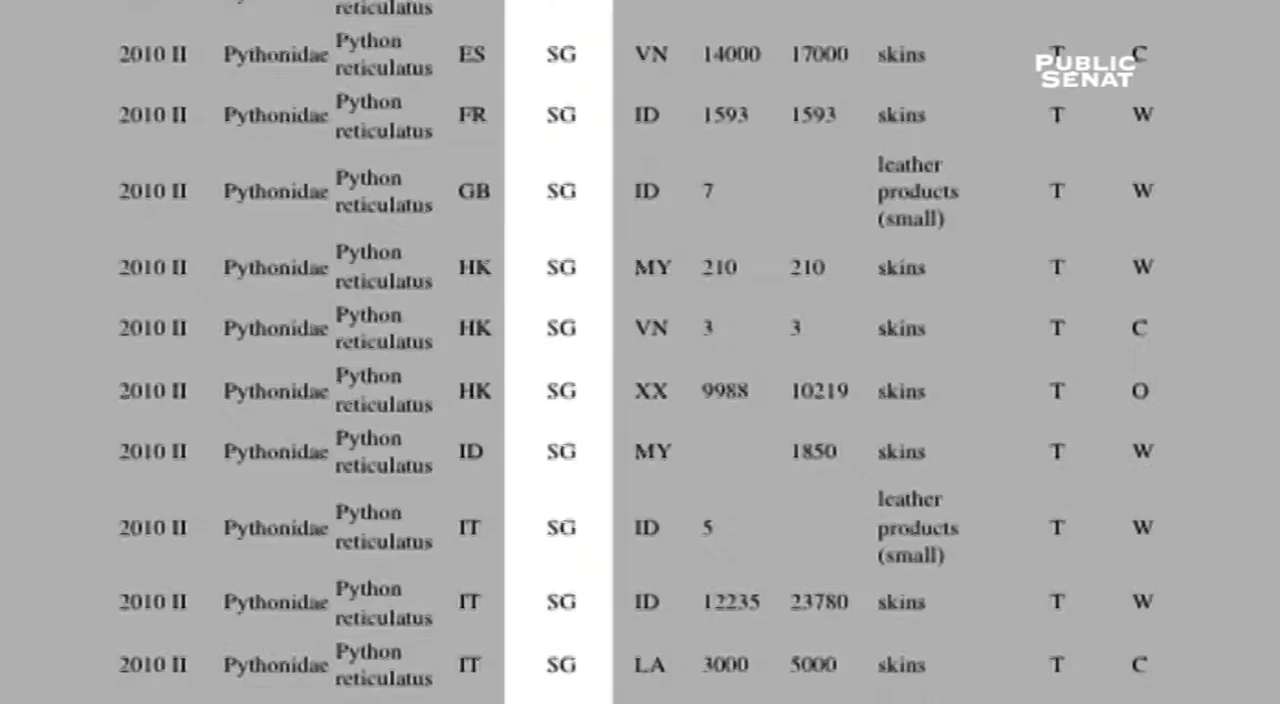 reticulatus
2010 II Pythonidae Python reticulatus ES SG VN 14000 17000 skins T C
PUBLIC SENAT
2010 II Pythonidae Python reticulatus FR SG ID 1593 1593 skins T W
2010 II Pythonidae Python reticulatus GB SG ID 7 leather products (small) T W
2010 II Pythonidae Python reticulatus HK SG MY 210 210 skins T W
2010 II Pythonidae Python reticulatus HK SG VN 3 3 skins T C
2010 II Pythonidae Python reticulatus HK SG XX 9988 10219 skins T O
2010 II Pythonidae Python reticulatus ID SG MY 1850 skins T W
2010 II Pythonidae Python reticulatus IT SG ID 5 leather products (small) T W
2010 II Pythonidae Python reticulatus IT SG ID 12235 23780 skins T W
2010 II Pythonidae Python reticulatus IT SG LA 3000 5000 skins T C